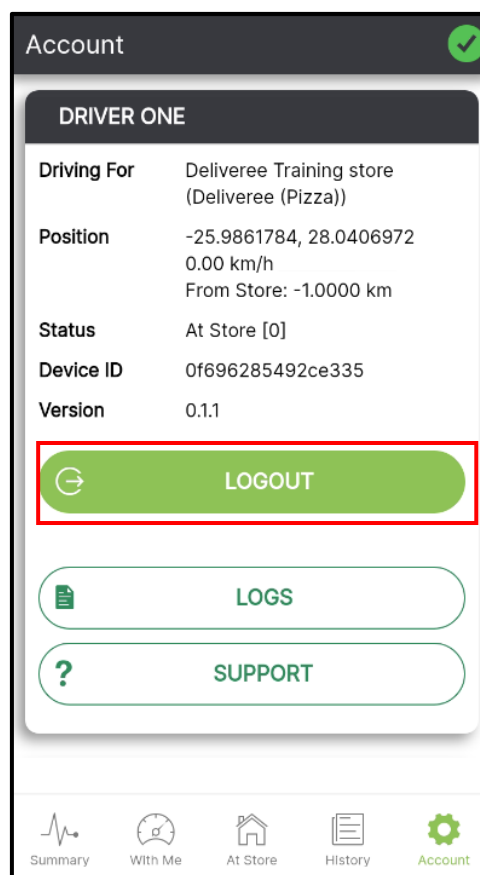 Account
DRIVER ONE
Driving For Deliveree Training store
(Deliveree (Pizza))
Position -25.9861784, 28.0406972
0.00 km/h
From Store: -1.0000 km
Status At Store [0]
Device ID 0f696285492ce335
Version 0.1.1
LOGOUT
LOGS
? SUPPORT
Summary With Me At Store History Account